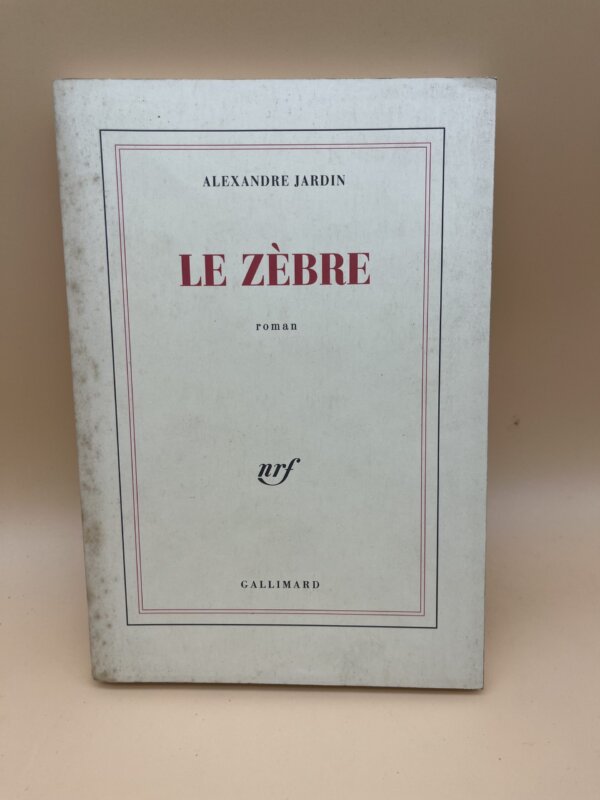 ALEXANDRE JARDIN
LE ZÈBRE
roman
nrf
GALLIMARD